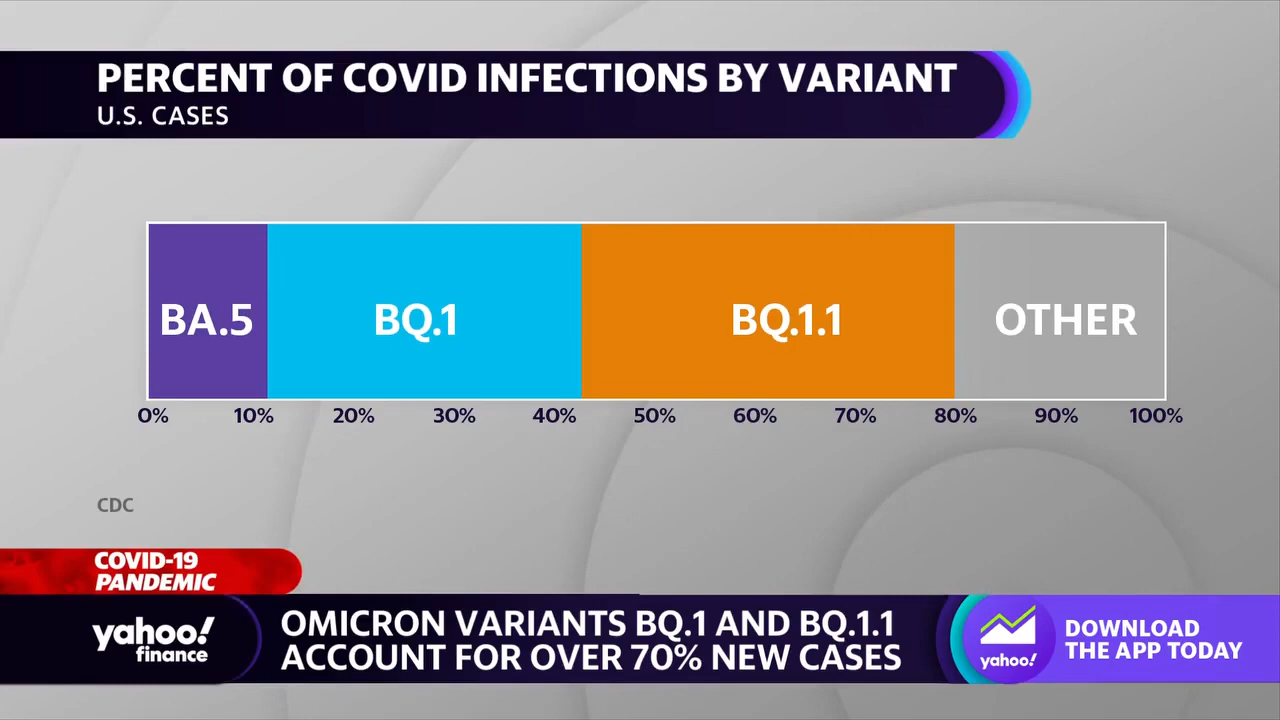 PERCENT OF COVID INFECTIONS BY VARIANT
U.S. CASES
BA.5 BQ.1 BQ.1.1 OTHER
0% 10% 20% 30% 40% 50% 60% 70% 80% 90% 100%
CDC
COVID-19
PANDEMIC
yahoo!
finance
OMICRON VARIANTS BQ.1 AND BQ.1.1
ACCOUNT FOR OVER 70% NEW CASES
yahoo!
DOWNLOAD
THE APP TODAY